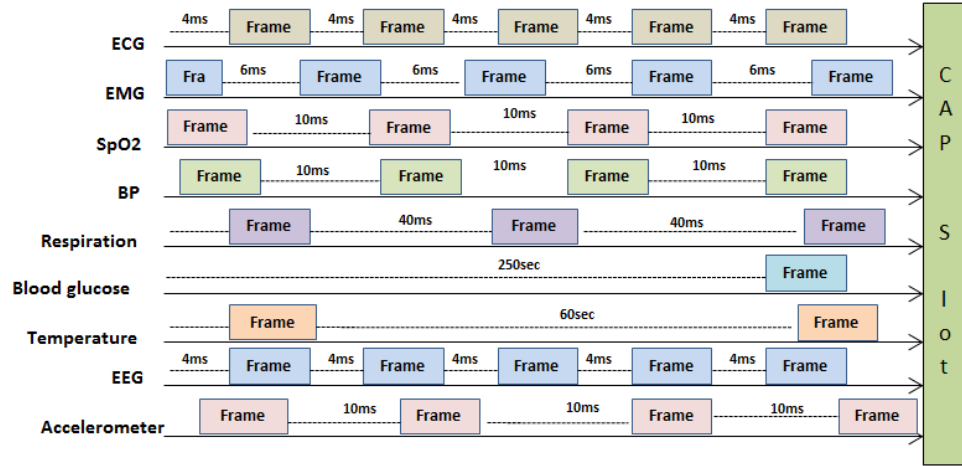 4ms Frame 4ms Frame 4ms Frame 4ms Frame 4ms Frame
ECG
Fra 6ms Frame 6ms Frame 6ms Frame 6ms Frame
EMG
Frame 10ms Frame 10ms Frame 10ms Frame
SpO2
Frame 10ms Frame 10ms Frame 10ms Frame
BP
Frame 40ms Frame 40ms Frame
Respiration
250sec Frame
Blood glucose
Frame 60sec Frame
Temperature
4ms Frame 4ms Frame 4ms Frame 4ms Frame 4ms Frame
EEG
Frame 10ms Frame 10ms Frame 10ms Frame
Accelerometer
C
A
P
S
l
o
t